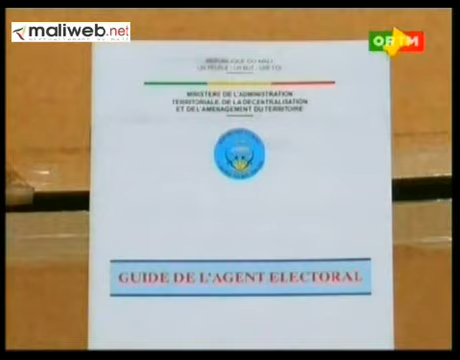 maliweb.net
ORTM
REPUBLIQUE DU MALI
UN PEUPLE - UN BUT - UNE FOI
MINISTERE DE L'ADMINISTRATION
TERRITORIALE, DE LA DECENTRALISATION
ET DE L'AMENAGEMENT DU TERRITOIRE
GUIDE DE L'AGENT ELECTORAL